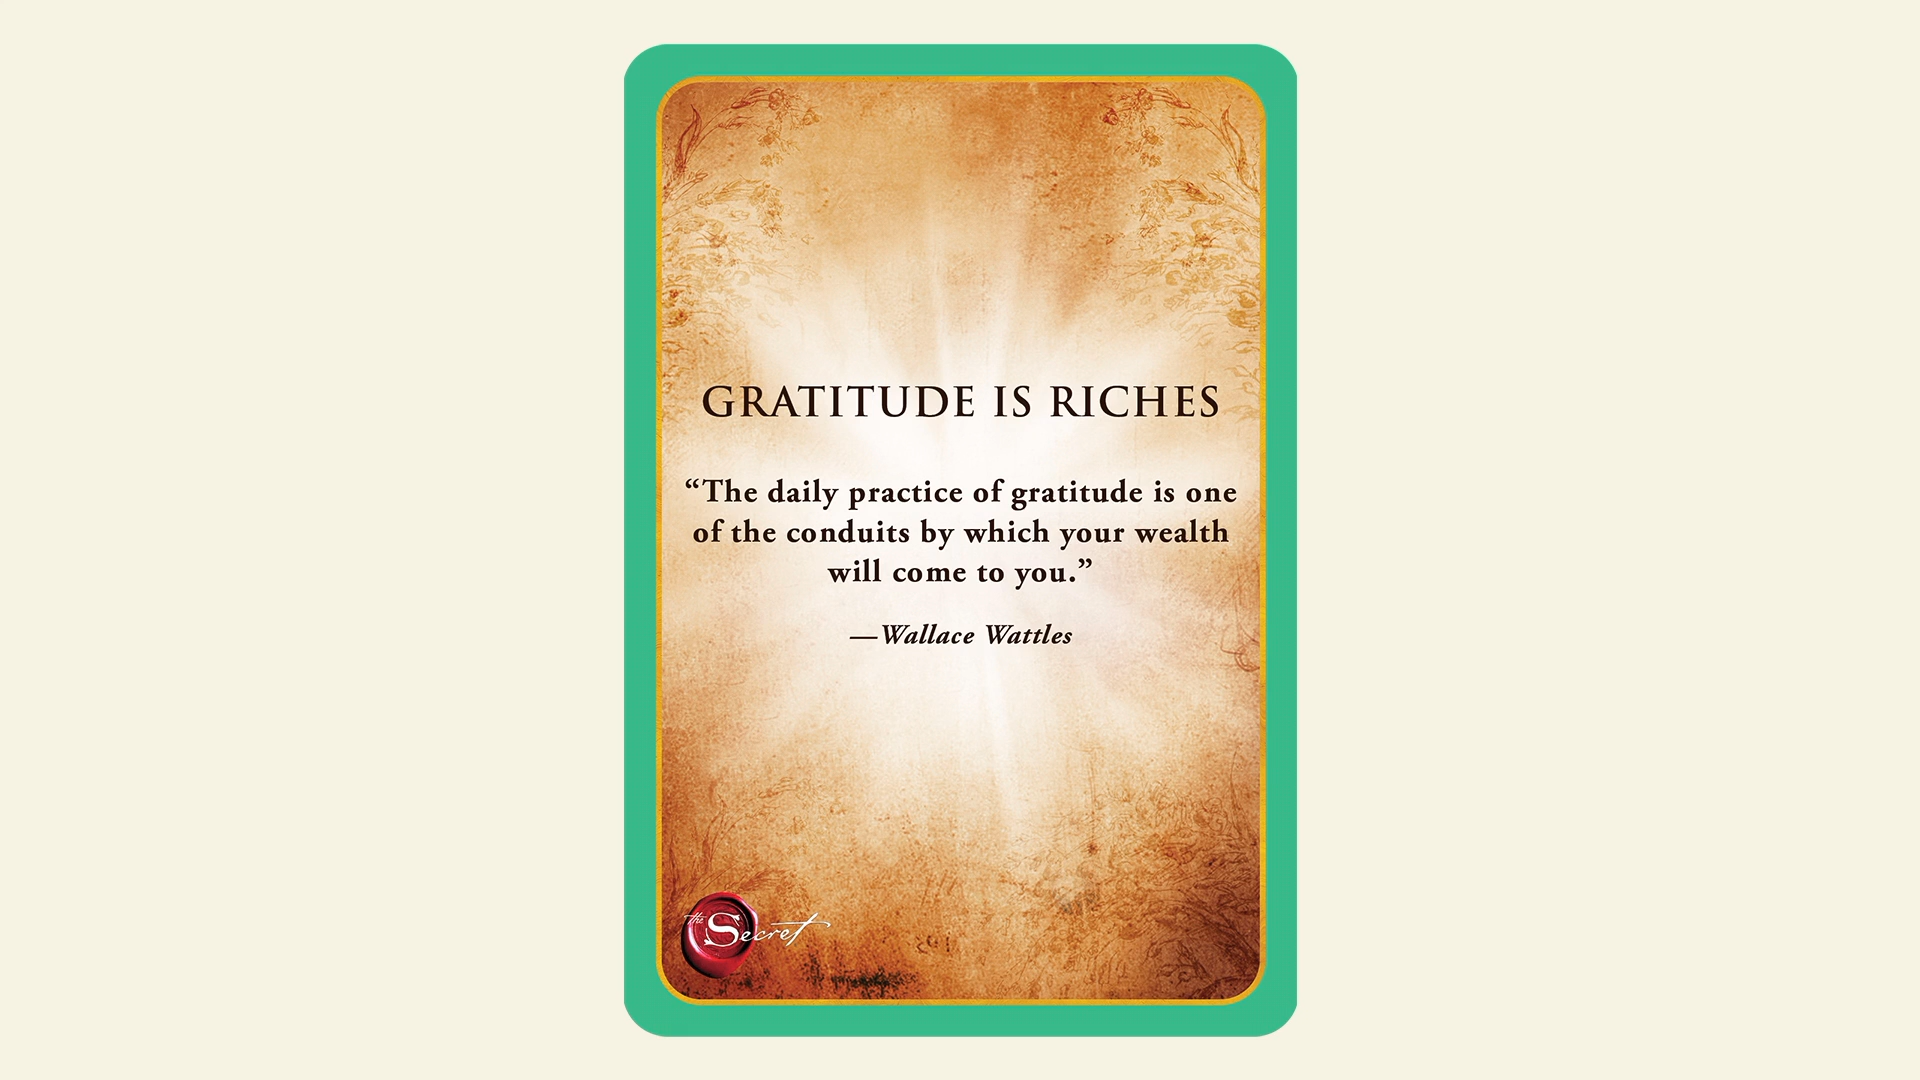 GRATITUDE IS RICHES
“The daily practice of gratitude is one
of the conduits by which your wealth
will come to you.”
—Wallace Wattles
the Secret